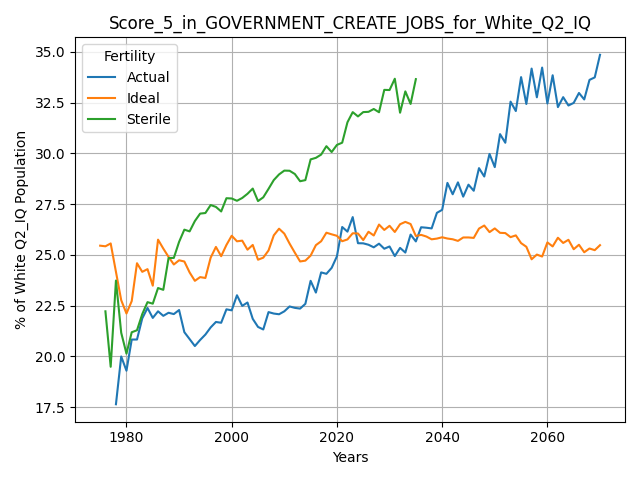 Score_5_in_GOVERNMENT_CREATE_JOBS_for_White_Q2_IQ
Fertility
Actual
Ideal
Sterile
% of White Q2_IQ Population
35.0
32.5
30.0
27.5
25.0
22.5
20.0
17.5
1980
2000
2020
2040
2060
Years